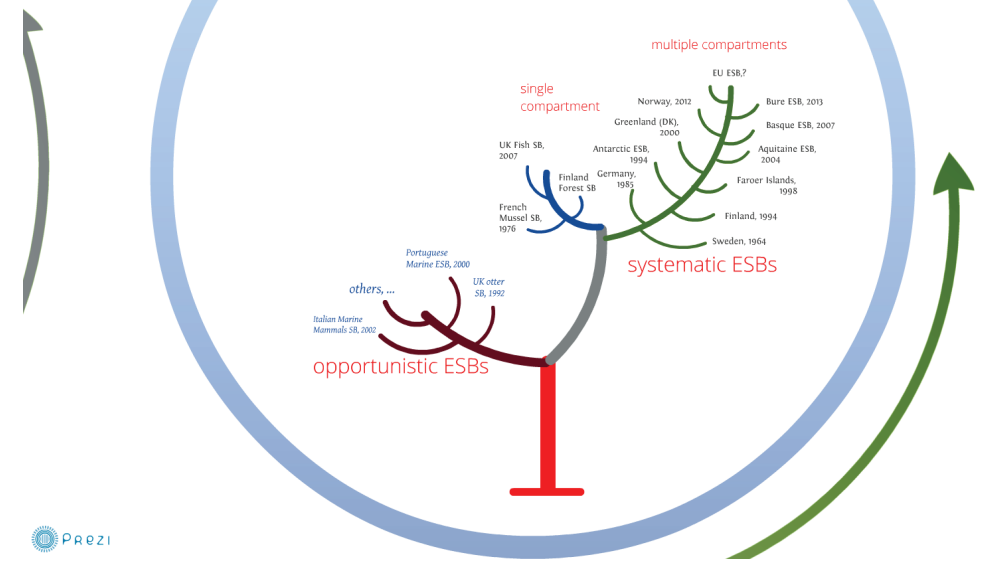 multiple compartments
EU ESB,?
single
compartment
Norway, 2012
Bure ESB, 2013
Greenland (DK),
2000
Basque ESB, 2007
UK Fish SB,
2007
Antarctic ESB,
1994
Aquitaine ESB,
2004
Finland
Forest SB
Germany,
1985
Faroer Islands,
1998
French
Mussel SB,
1976
Finland, 1994
Sweden, 1964
systematic ESBs
Portuguese
Marine ESB, 2000
others, ...
UK otter
SB, 1992
Italian Marine
Mammals SB, 2002
opportunistic ESBs
Prezi